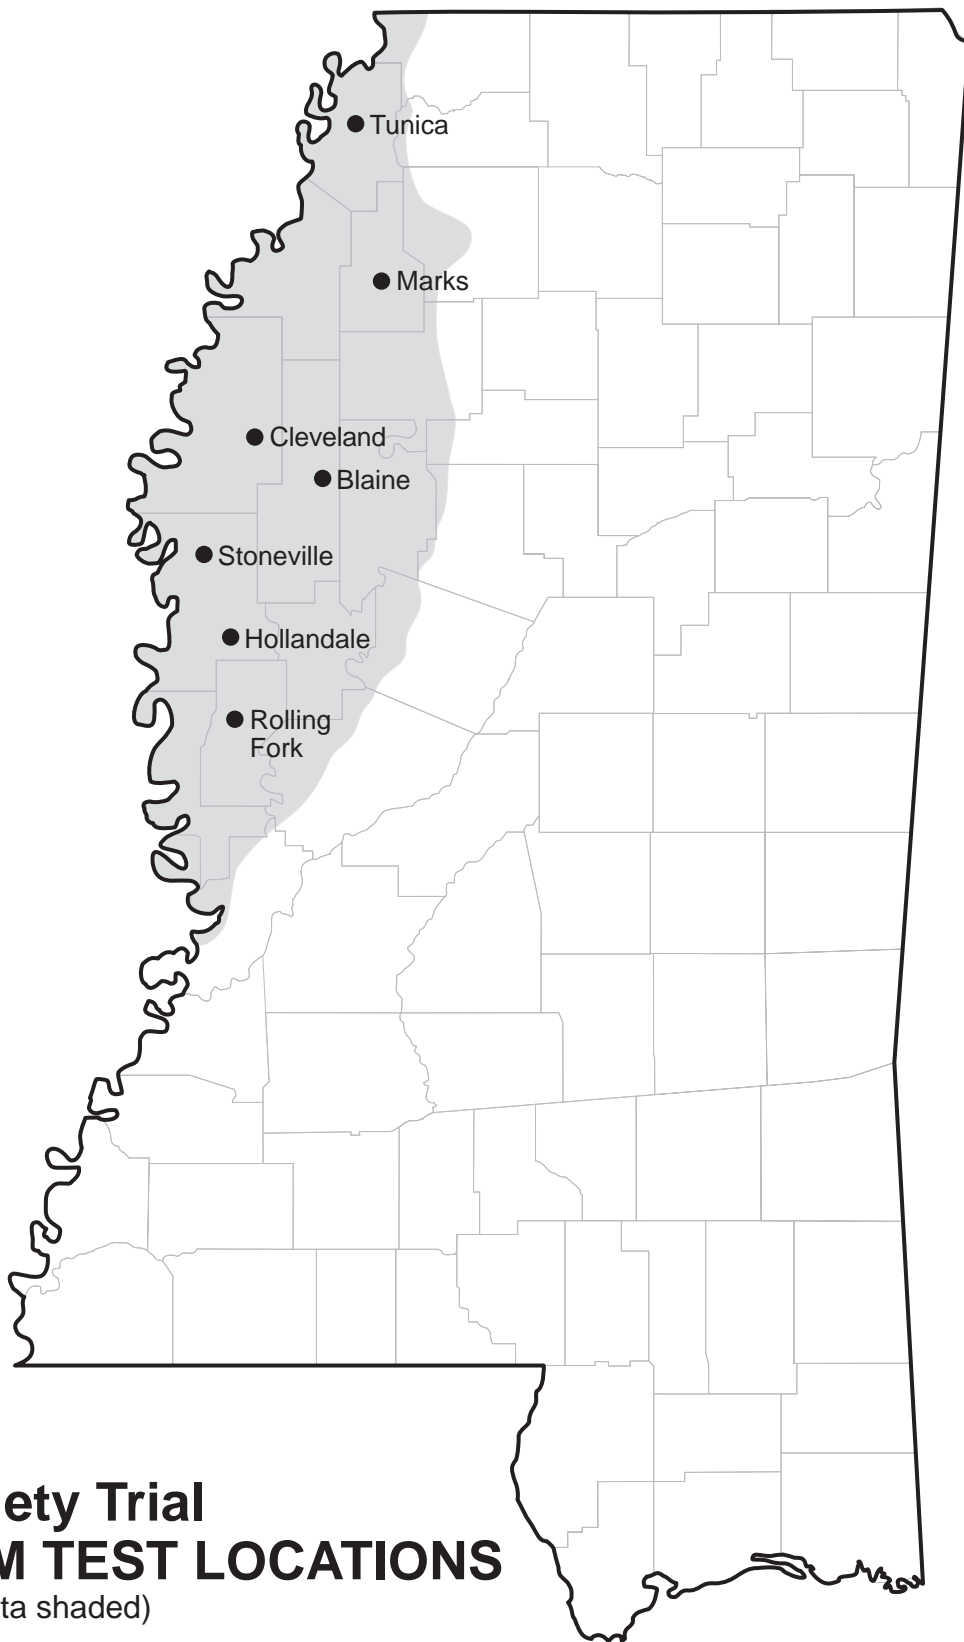 Tunica
Marks
Cleveland
Blaine
Stoneville
Hollandale
Rolling
Fork
ety Trial
M TEST LOCATIONS
ta shaded)